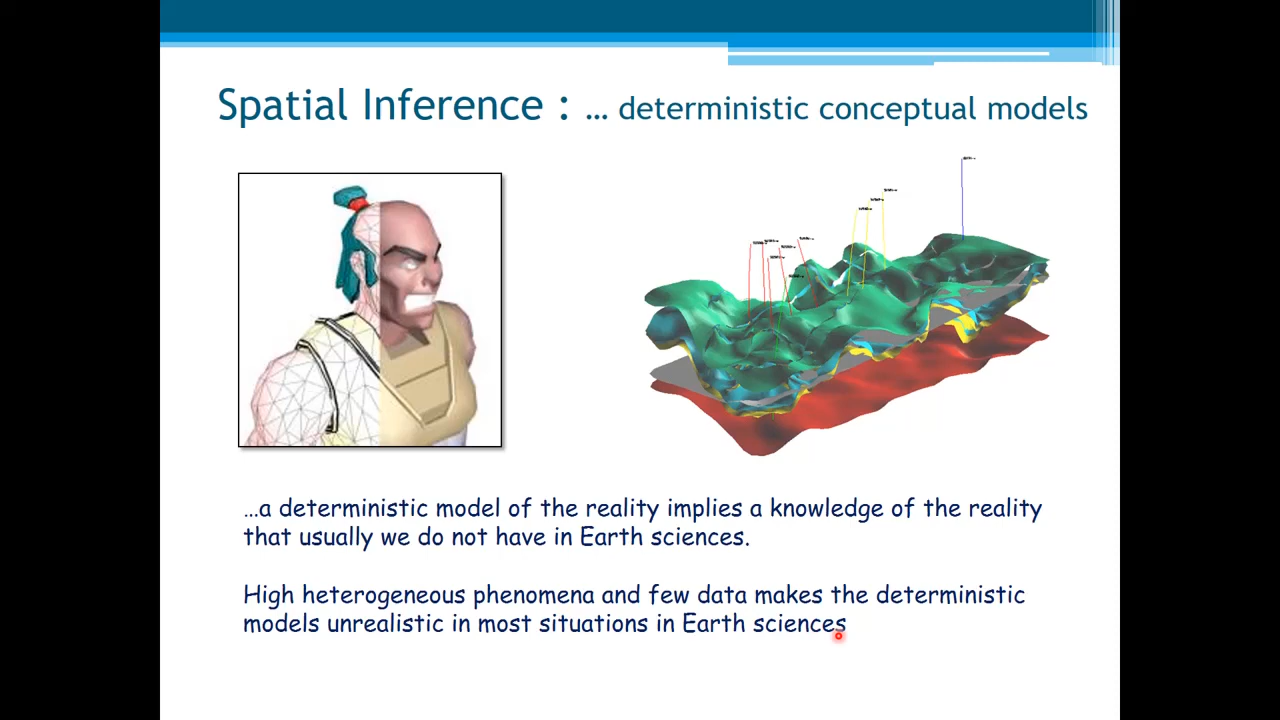 Spatial Inference : ... deterministic conceptual models
...a deterministic model of the reality implies a knowledge of the reality
that usually we do not have in Earth sciences.
High heterogeneous phenomena and few data makes the deterministic
models unrealistic in most situations in Earth sciences